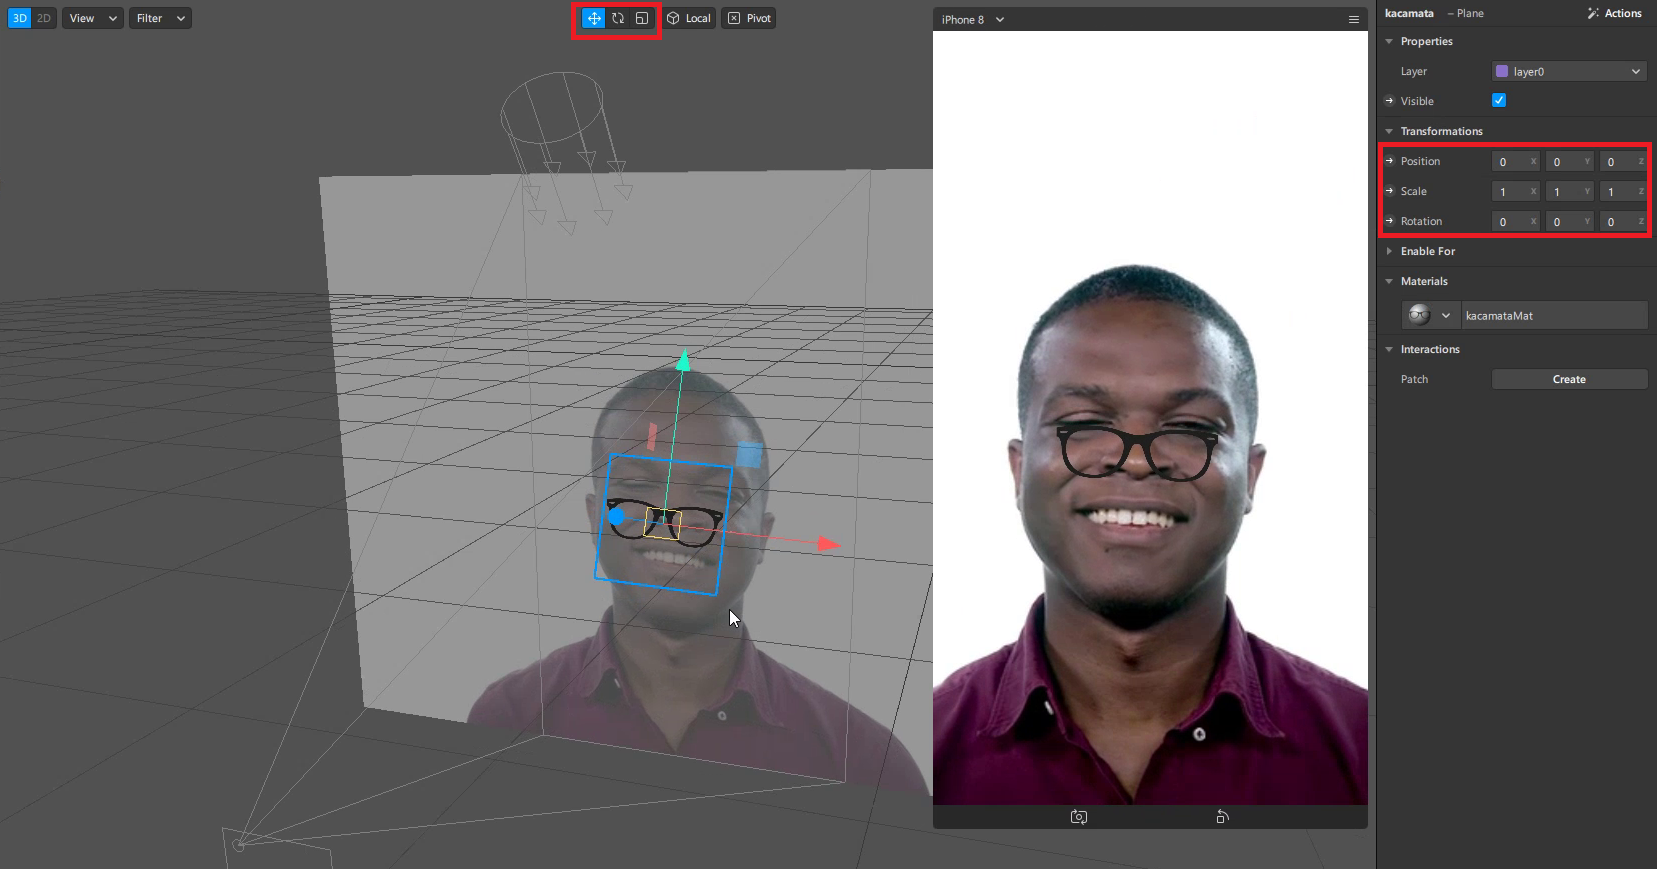 3D 2D View Filter Local Pivot
iPhone 8
kacamata – Plane Actions
Properties
Layer layer0
Visible
Transformations
Position 0 X 0 Y 0 Z
Scale 1 X 1 Y 1 Z
Rotation 0 X 0 Y 0 Z
Enable For
Materials
kacamataMat
Interactions
Patch Create